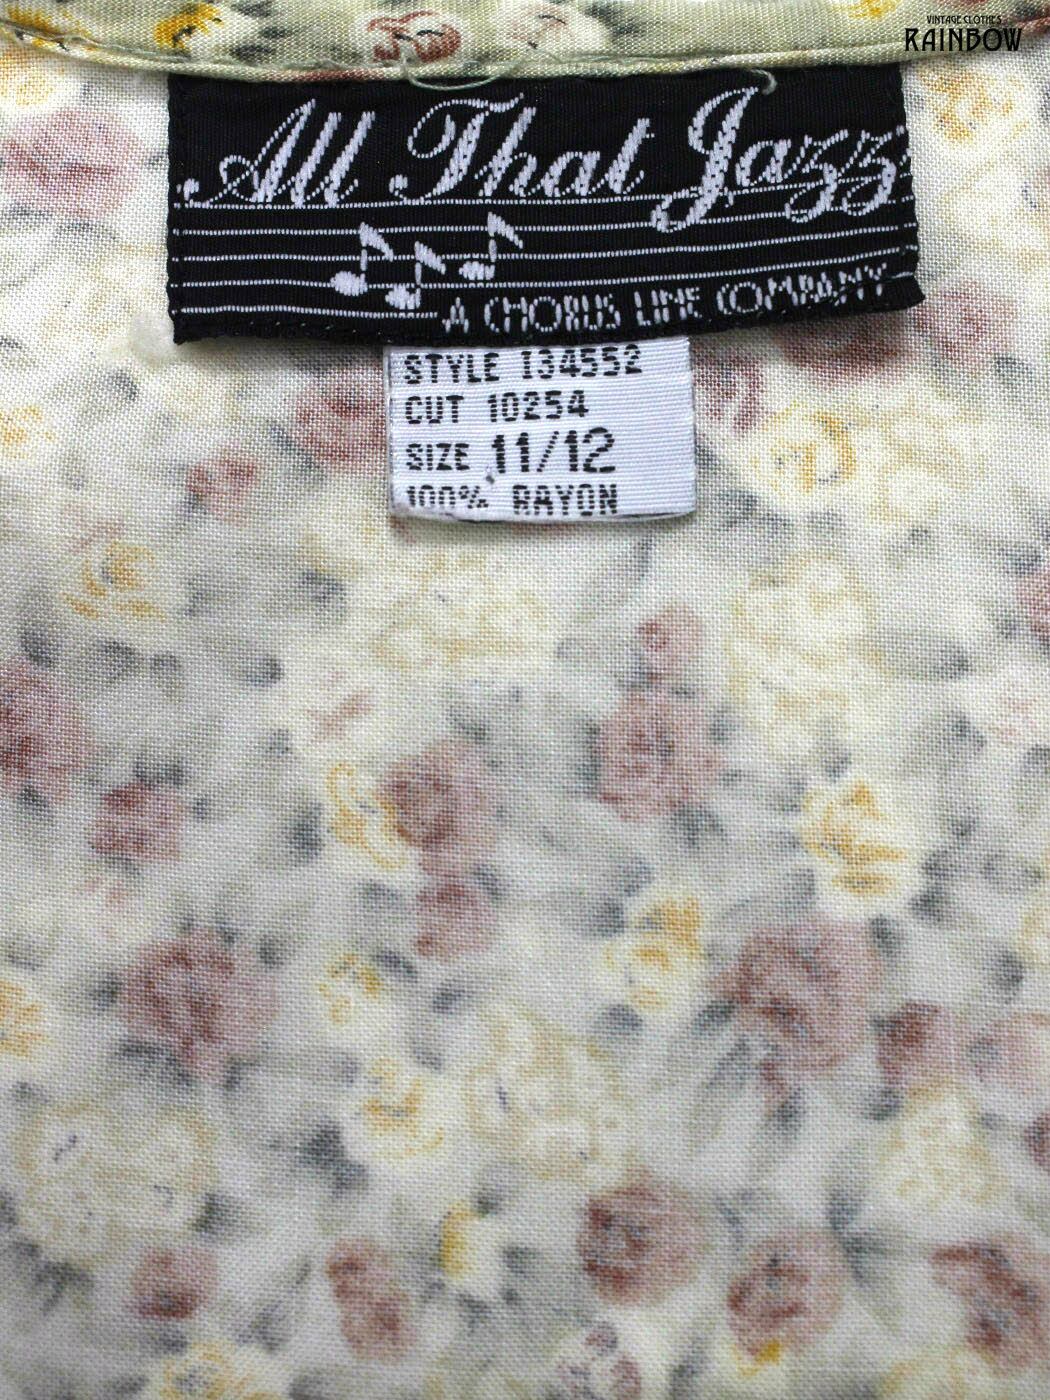 VINTAGE CLOTHES
RAINBOW
All That Jazz
A CHORUS LINE COMPANY
STYLE 134552
CUT 10254
SIZE 11/12
100% RAYON